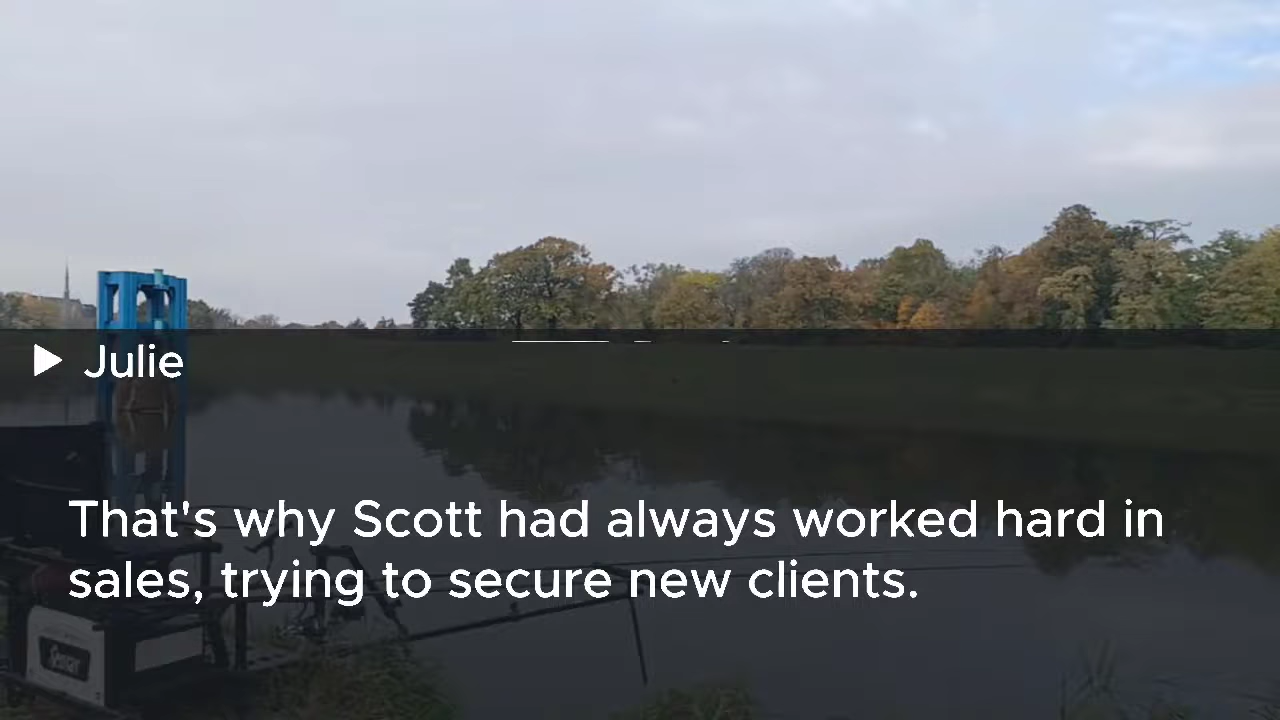 Julie
That's why Scott had always worked hard in
sales, trying to secure new clients.